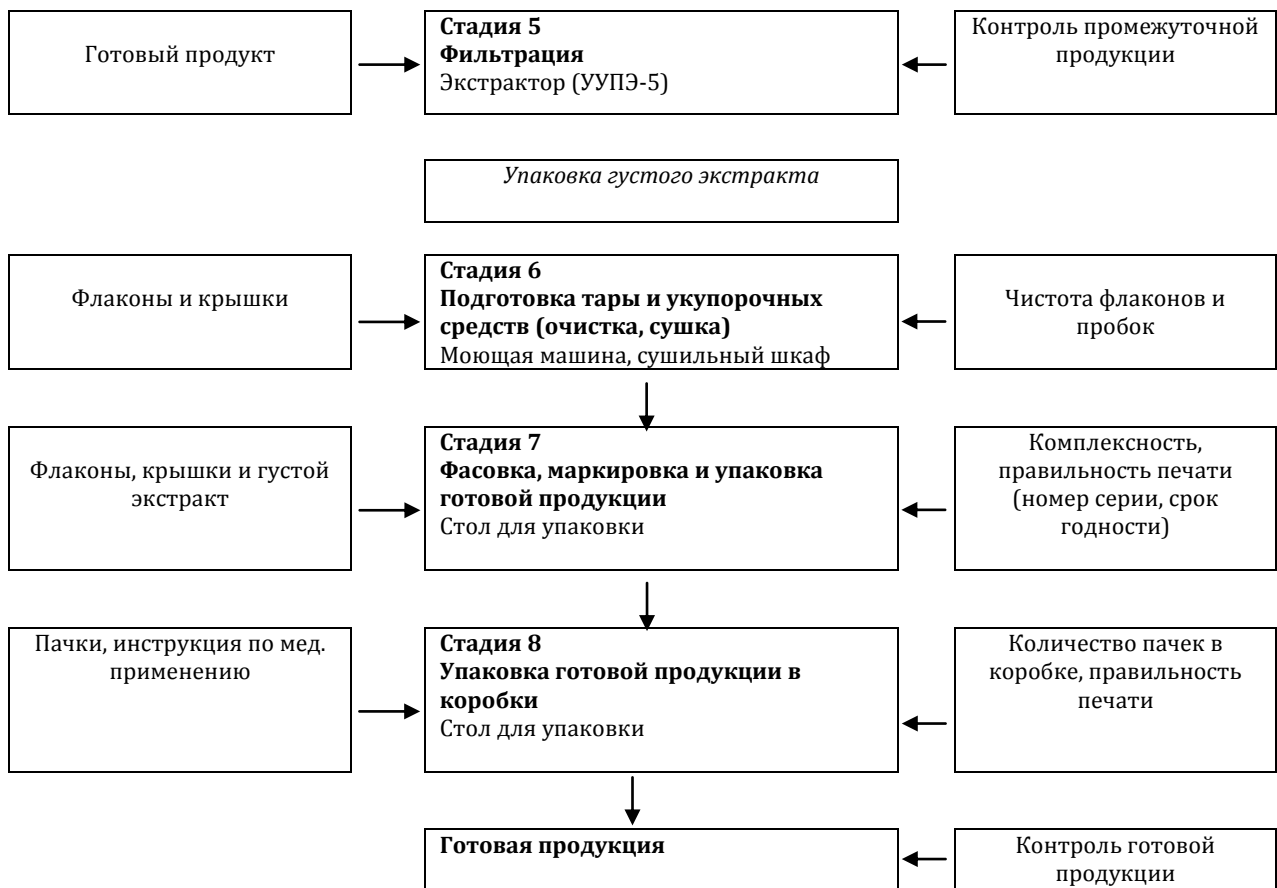 Готовый продукт
Стадия 5
Фильтрация
Экстрактор (УУПЭ-5)
Контроль промежуточной
продукции
Упаковка густого экстракта
Флаконы и крышки
Стадия 6
Подготовка тары и укупорочных
средств (очистка, сушка)
Моющая машина, сушильный шкаф
Чистота флаконов и
пробок
Флаконы, крышки и густой
экстракт
Стадия 7
Фасовка, маркировка и упаковка
готовой продукции
Стол для упаковки
Комплексность,
правильность печати
(номер серии, срок
годности)
Пачки, инструкция по мед.
применению
Стадия 8
Упаковка готовой продукции в
коробки
Стол для упаковки
Количество пачек в
коробке, правильность
печати
Готовая продукция
Контроль готовой
продукции